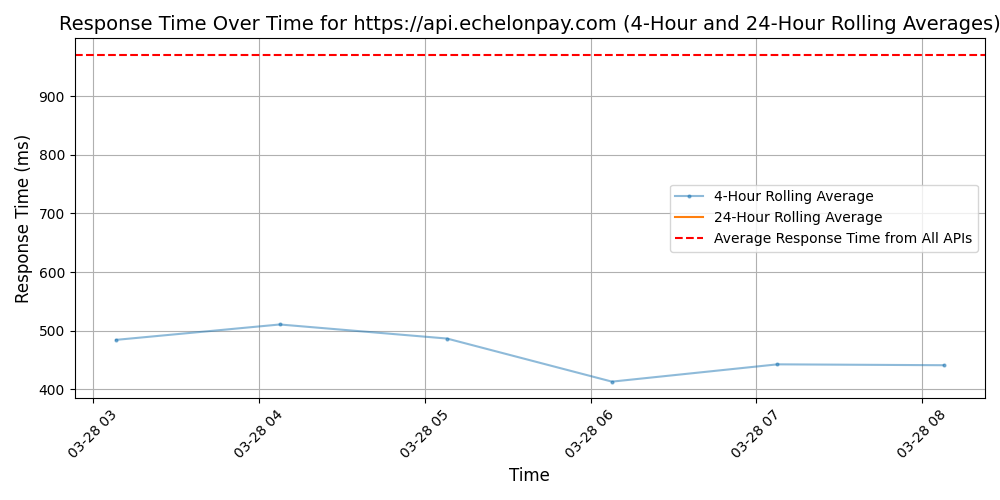 Response Time Over Time for https://api.echelonpay.com (4-Hour and 24-Hour Rolling Averages)
Response Time (ms)
900
800
700
600
500
400
4-Hour Rolling Average
24-Hour Rolling Average
Average Response Time from All APIs
03-28 03
03-28 04
03-28 05
03-28 06
03-28 07
03-28 08
Time